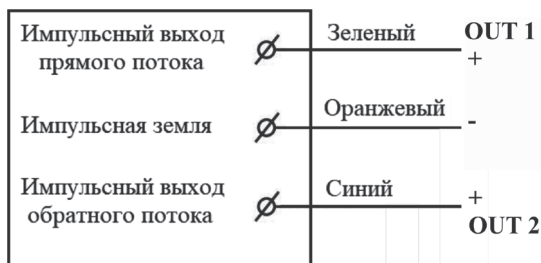 Импульсный выход
прямого потока
Зеленый
OUT 1
+
Импульсная земля
Оранжевый
-
Импульсный выход
обратного потока
Синий
+
OUT 2